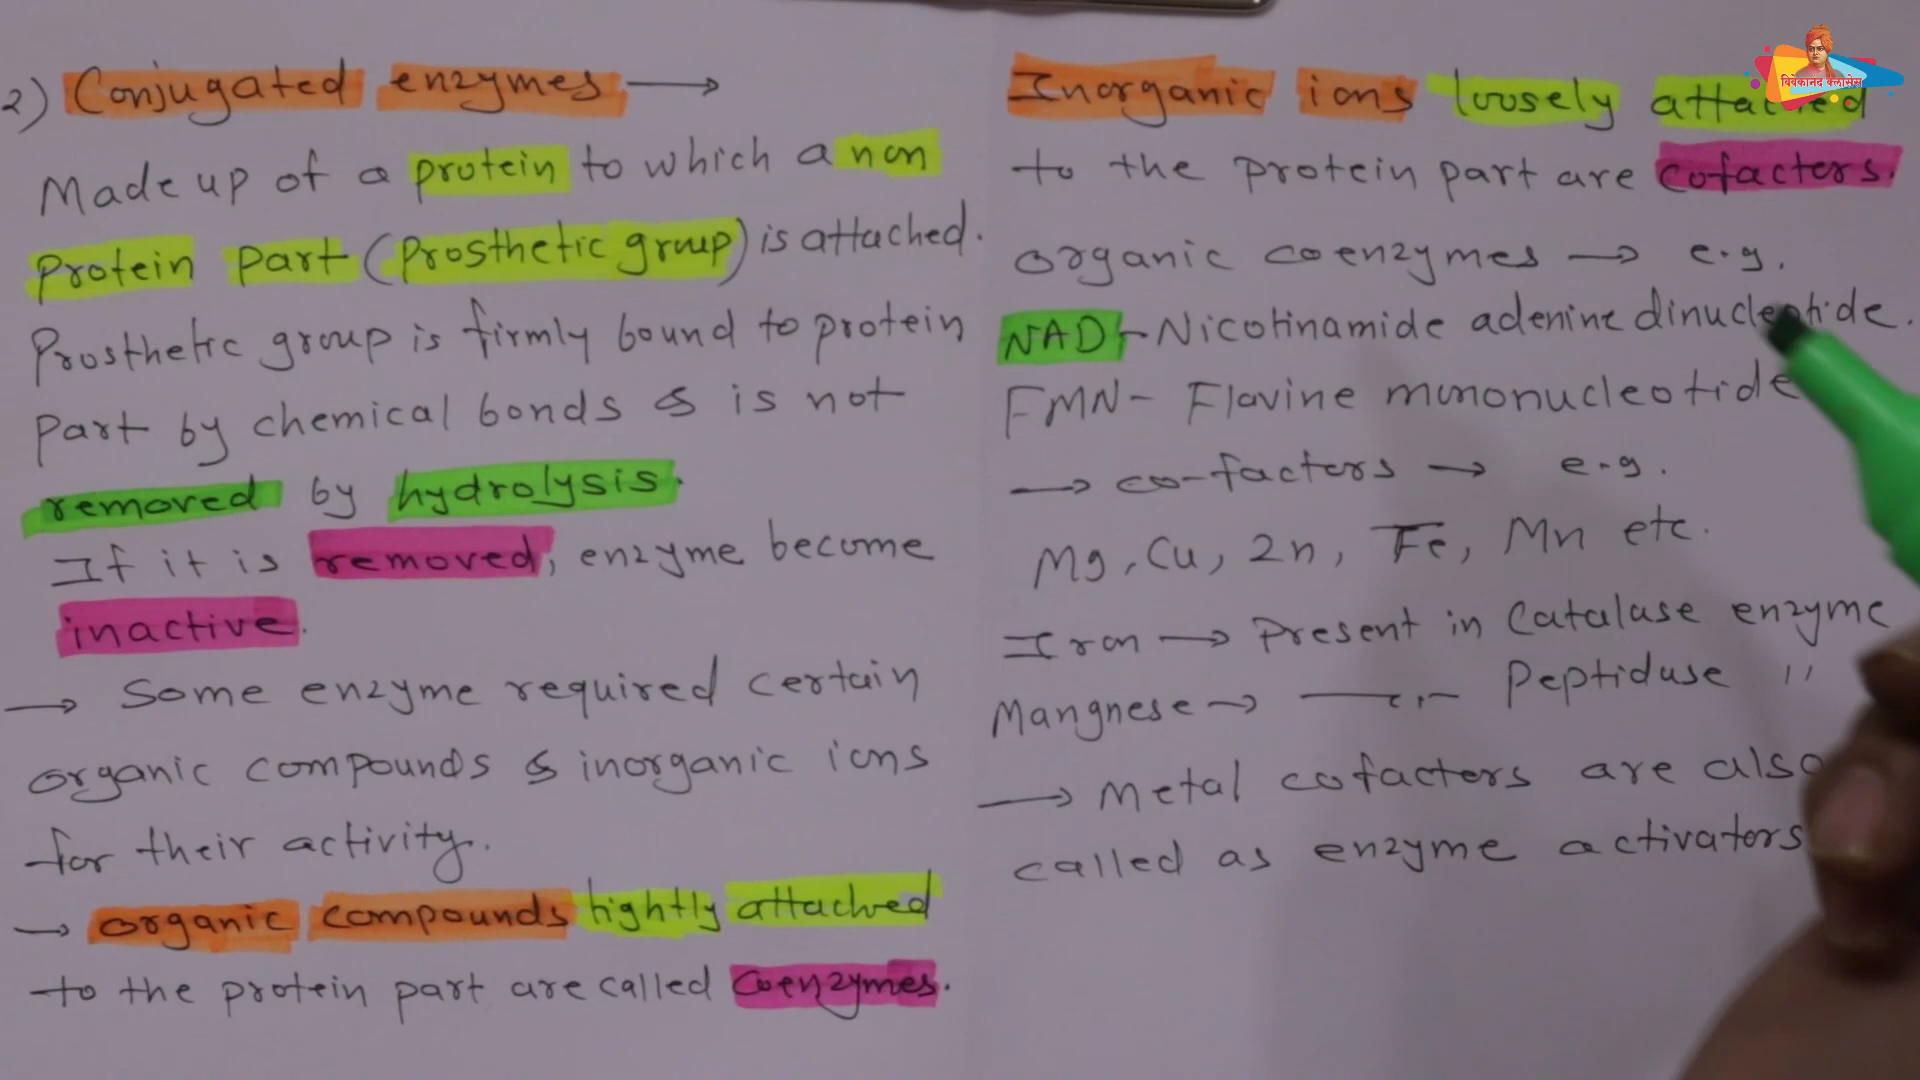 2) Conjugated enzymes →
Made up of a protein to which a non
protein part (Prosthetic group) is attached.
Prosthetic group is firmly bound to protein
part by chemical bonds & is not
removed by hydrolysis.
If it is removed, enzyme become
inactive.
→ Some enzyme required certain
organic compounds & inorganic ions
for their activity.
→ organic compounds tightly attached
to the protein part are called coenzymes.
Inorganic ions loosely attached
to the protein part are cofactors.
organic coenzymes → e.g.
NAD - Nicotinamide adenine dinucleotide.
FMN - Flavine mononucleotide
→ co-factors → e.g.
Mg, Cu, Zn, Fe, Mn etc.
Iron → Present in Catalase enzyme
Mangnese → —〃— Peptidase 〃
→ Metal cofactors are also
called as enzyme activators
विवेकानंद क्लासेस